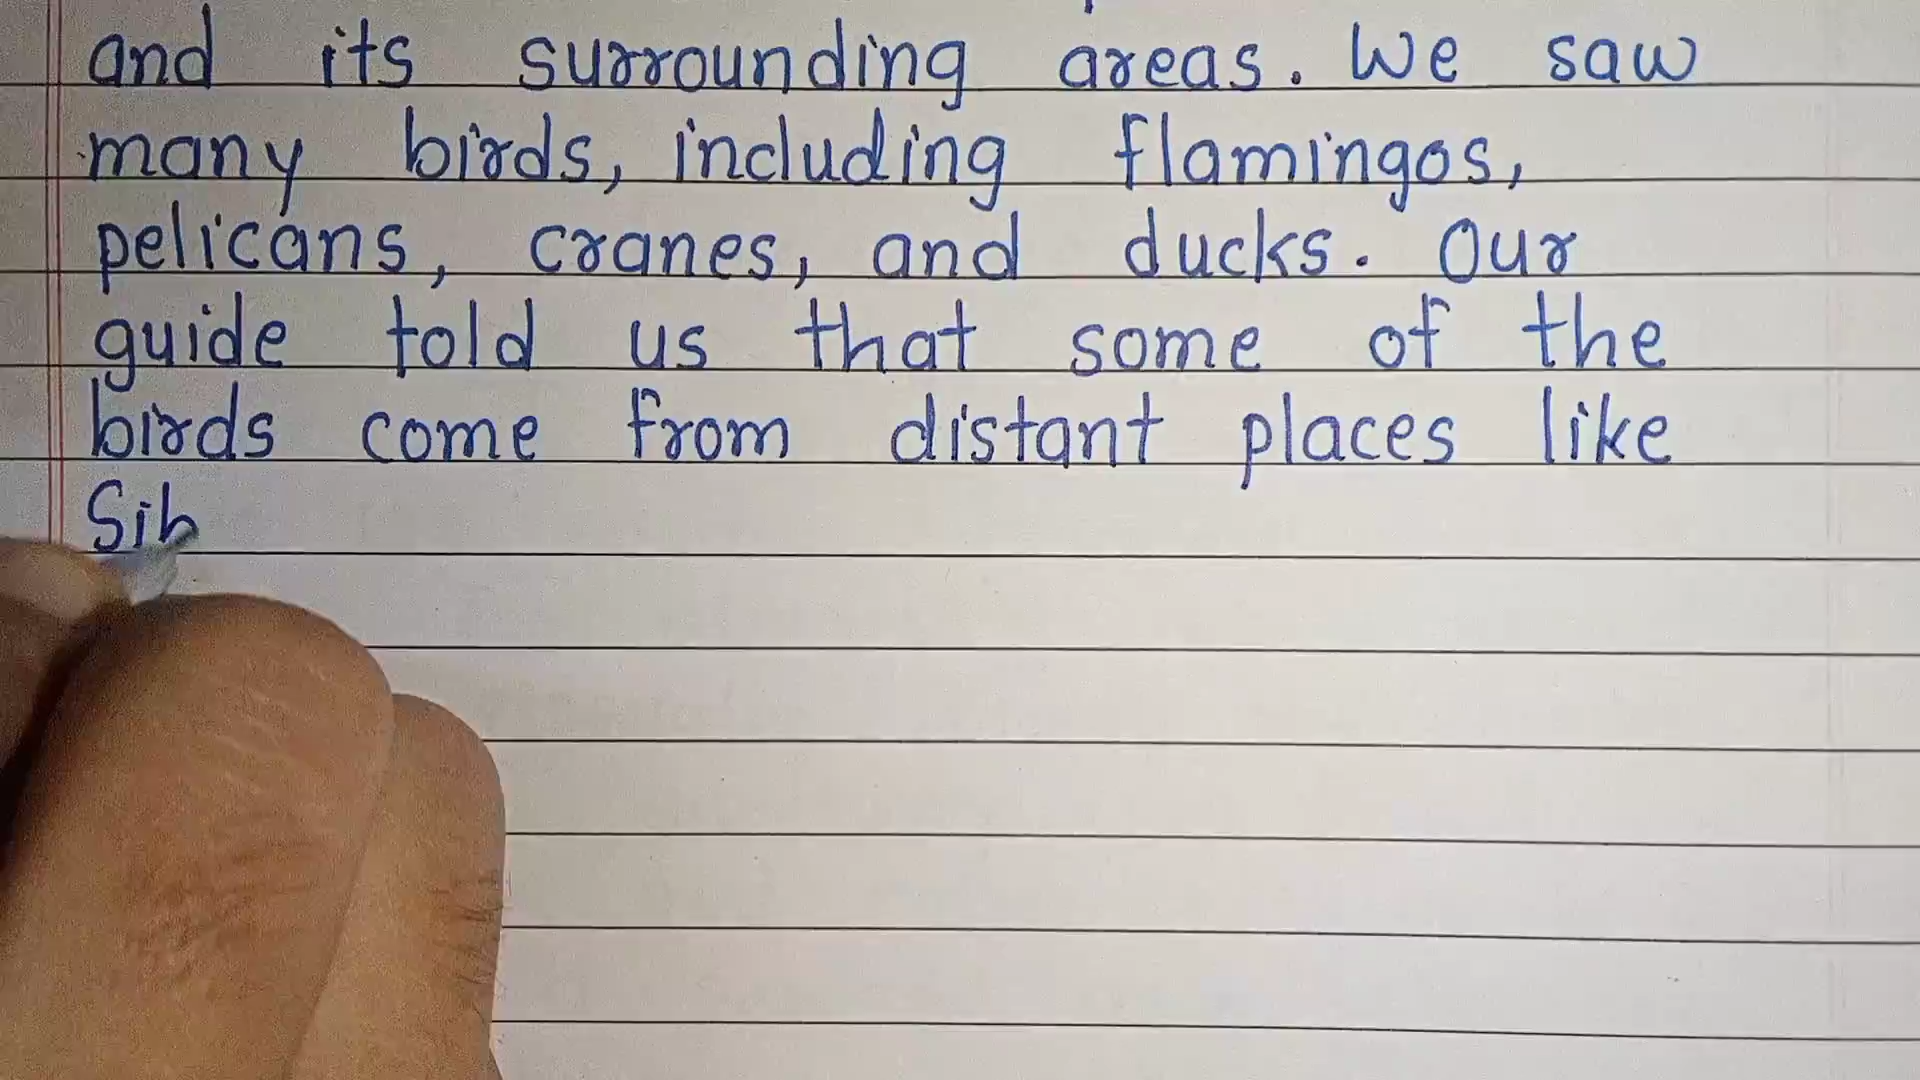 and its surrounding areas. We saw
many birds, including flamingos,
pelicans, cranes, and ducks. Our
guide told us that some of the
birds come from distant places like
Sib